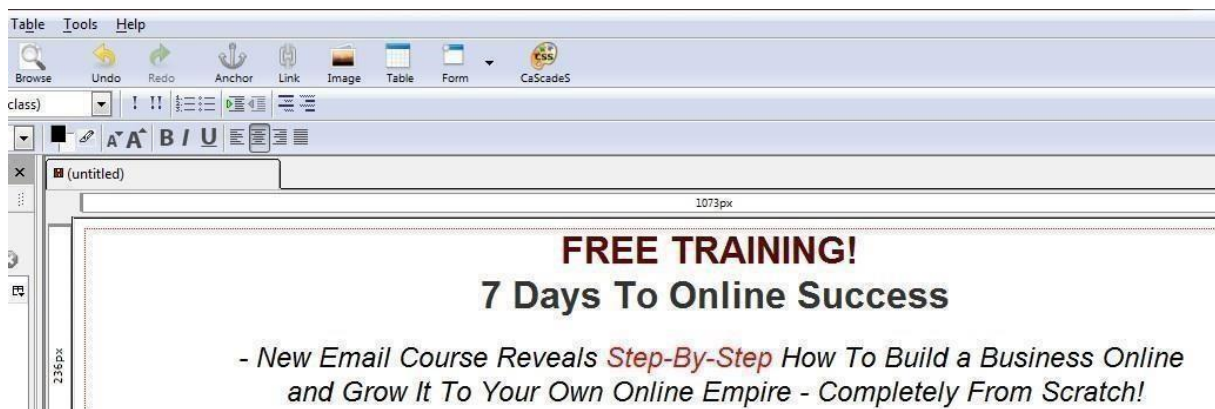 Table Tools Help
Browse Undo Redo Anchor Link Image Table Form CaScadeS
class) ! !!
A A B I U
(untitled)
1073px
236px
FREE TRAINING!
7 Days To Online Success
- New Email Course Reveals Step-By-Step How To Build a Business Online
and Grow It To Your Own Online Empire - Completely From Scratch!